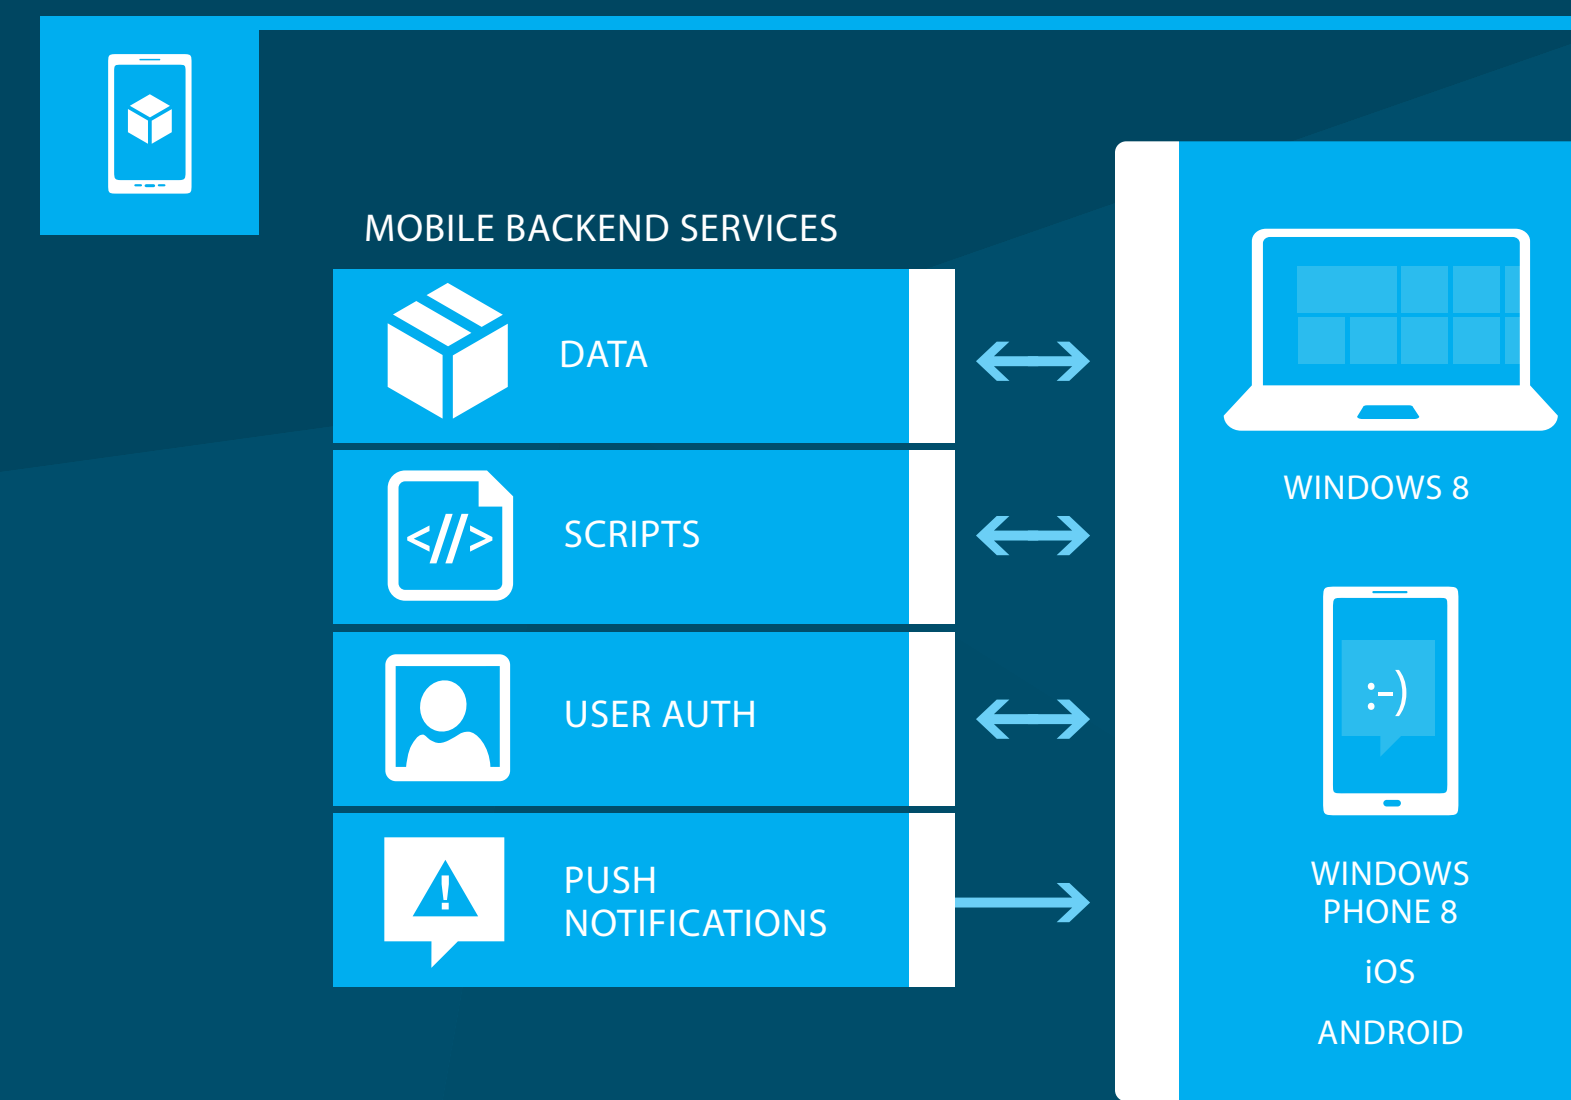 MOBILE BACKEND SERVICES
DATA
<//>
SCRIPTS
USER AUTH
!
PUSH
NOTIFICATIONS
WINDOWS 8
:-)
WINDOWS
PHONE 8
iOS
ANDROID